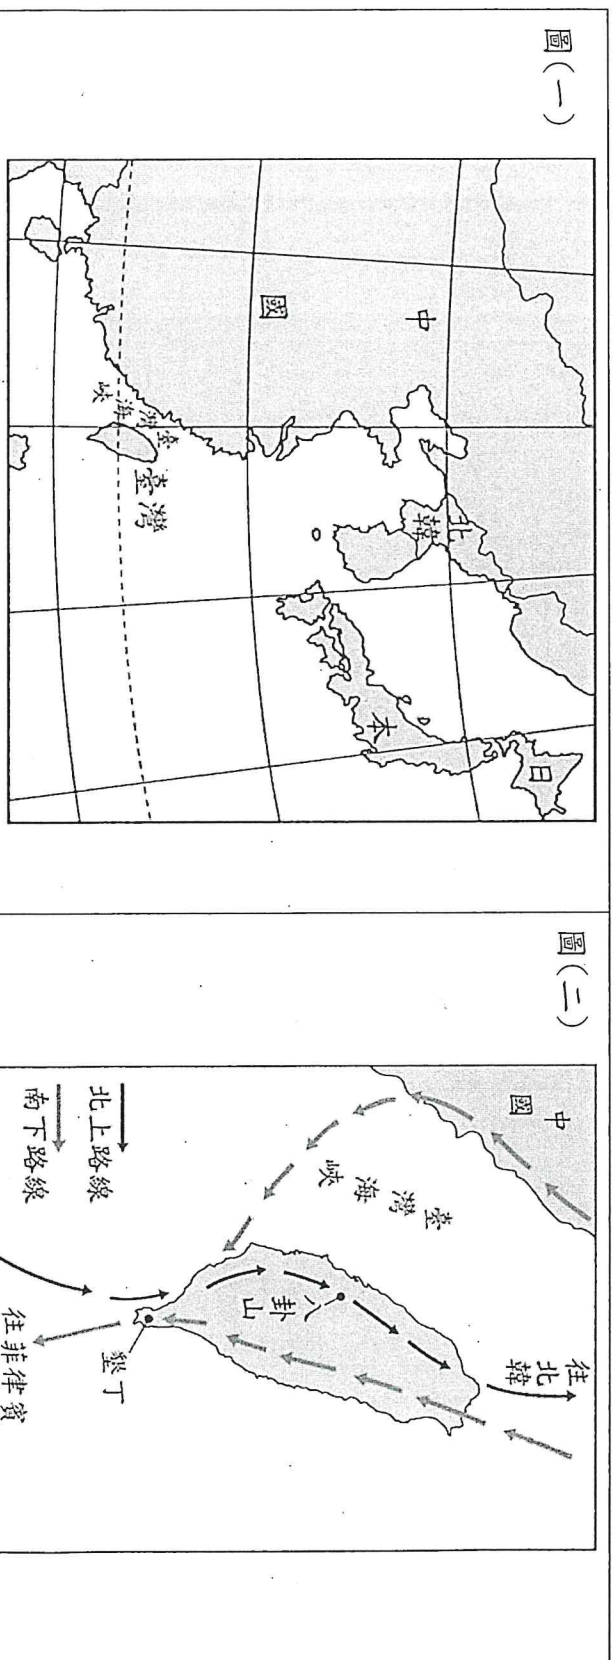 圖(一)
中
國
北
韓
日
本
臺灣海峽
臺灣
圖(二)
中
國
臺灣海峽
八卦山
墾丁
往北韓
往菲律賓
北上路線
南下路線